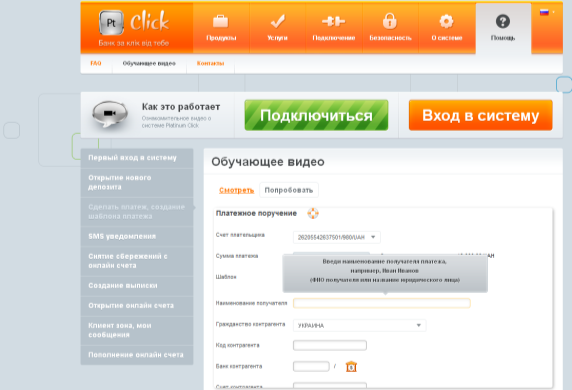 Pt Click
Банк за клік від тебе
Продукты
Услуги
Подключение
Безопасность
О системе
Помощь
FAQ
Обучающее видео
Контакты
Как это работает
Ознакомительное видео о
системе Platinum Click
Подключиться
Вход в систему
Первый вход в систему
Открытие нового
депозита
Сделать платеж, создание
шаблона платежа
SMS уведомления
Снятие сбережений с
онлайн счета
Создание выписки
Открытие онлайн счета
Клиент зона, мои
сообщения
Пополнение онлайн счета
Обучающее видео
Смотреть
Попробовать
Платежное поручение
Счет плательщика
26205542637501/980/UAH
Сумма платежа
UAH
Шаблон
Введи наименование получателя платежа,
например, Иван Иванов
(ФИО получателя или название юридического лица)
Наименование получателя
Гражданство контрагента
УКРАИНА
Код контрагента
Банк контрагента
/
Счет контрагента